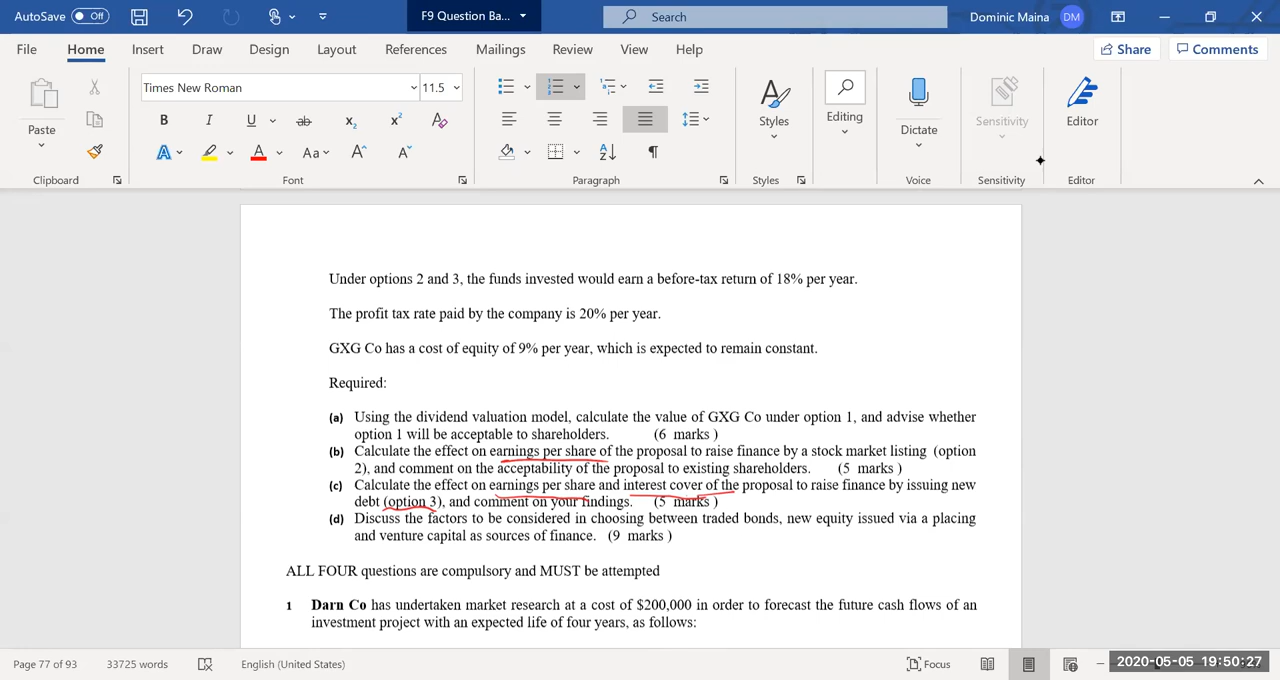 AutoSave Off F9 Question Ba... Search Dominic Maina DM
File Home Insert Draw Design Layout References Mailings Review View Help Share Comments
Times New Roman 11.5
Paste Styles Editing Dictate Sensitivity Editor
Clipboard Font Paragraph Styles Voice Sensitivity Editor
Under options 2 and 3, the funds invested would earn a before-tax return of 18% per year.
The profit tax rate paid by the company is 20% per year.
GXG Co has a cost of equity of 9% per year, which is expected to remain constant.
Required:
(a) Using the dividend valuation model, calculate the value of GXG Co under option 1, and advise whether
option 1 will be acceptable to shareholders. (6 marks )
(b) Calculate the effect on earnings per share of the proposal to raise finance by a stock market listing (option
2), and comment on the acceptability of the proposal to existing shareholders. (5 marks )
(c) Calculate the effect on earnings per share and interest cover of the proposal to raise finance by issuing new
debt (option 3), and comment on your findings. (5 marks )
(d) Discuss the factors to be considered in choosing between traded bonds, new equity issued via a placing
and venture capital as sources of finance. (9 marks )
ALL FOUR questions are compulsory and MUST be attempted
1 Darn Co has undertaken market research at a cost of $200,000 in order to forecast the future cash flows of an
investment project with an expected life of four years, as follows:
Page 77 of 93 33725 words English (United States) Focus 2020-05-05 19:50:27